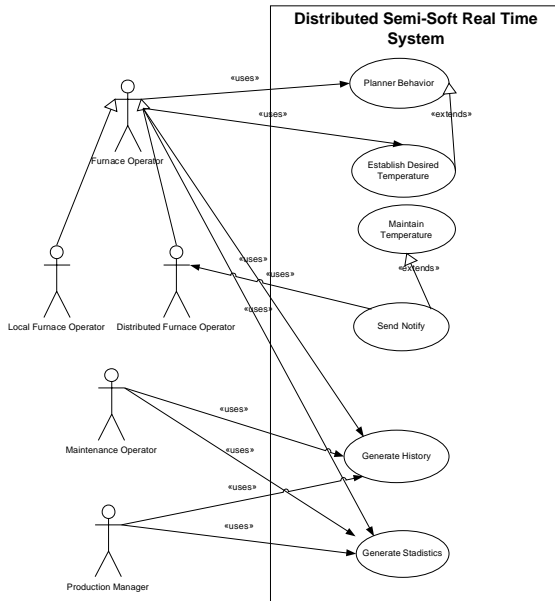 Distributed Semi-Soft Real Time
System
«uses»
Planner Behavior
«uses»
«extends»
Furnace Operator
Establish Desired
Temperature
Maintain
Temperature
«uses»
«uses»
«extends»
Local Furnace Operator
Distributed Furnace Operator
«uses»
Send Notify
«uses»
Maintenance Operator
«uses»
Generate History
«uses»
«uses»
Generate Stadistics
Production Manager